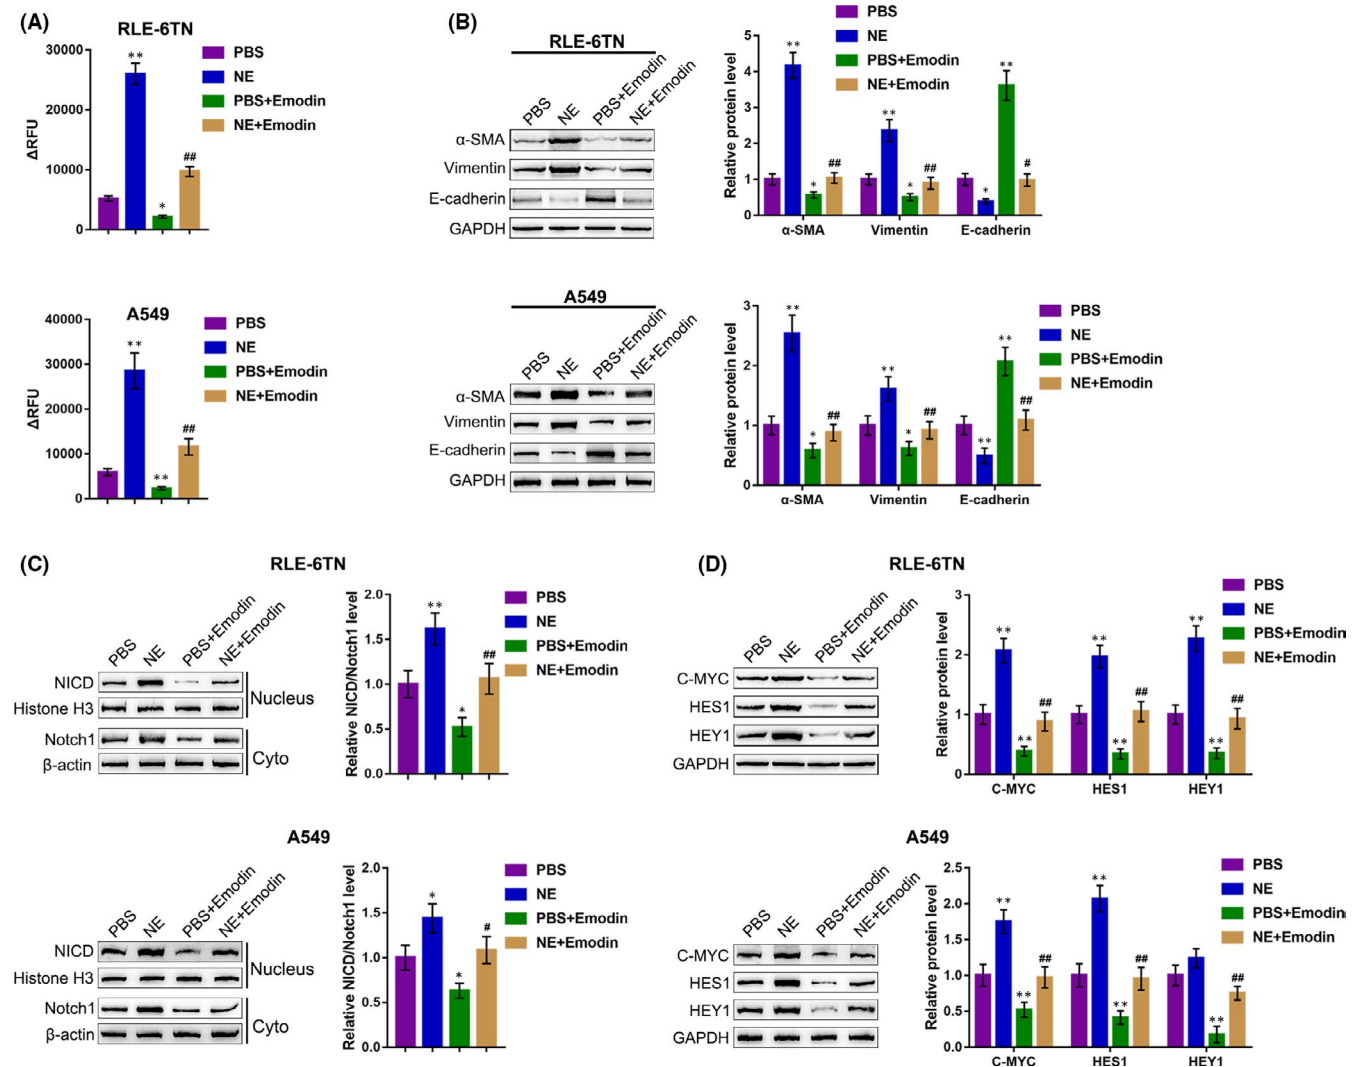 (A)
RLE-6TN
ΔRFU
30000
20000
10000
0
**
*
##
PBS
NE
PBS+Emodin
NE+Emodin
A549
ΔRFU
40000
30000
20000
10000
0
**
**
##
PBS
NE
PBS+Emodin
NE+Emodin
(B)
RLE-6TN
PBS
NE
PBS+Emodin
NE+Emodin
α-SMA
Vimentin
E-cadherin
GAPDH
Relative protein level
5
4
3
2
1
0
** * ##
** * ##
* ** #
α-SMA Vimentin E-cadherin
PBS
NE
PBS+Emodin
NE+Emodin
A549
PBS
NE
PBS+Emodin
NE+Emodin
α-SMA
Vimentin
E-cadherin
GAPDH
Relative protein level
3
2
1
0
** * ##
** * ##
** ** ##
α-SMA Vimentin E-cadherin
PBS
NE
PBS+Emodin
NE+Emodin
(C)
RLE-6TN
PBS
NE
PBS+Emodin
NE+Emodin
NICD
Histone H3
Nucleus
Notch1
β-actin
Cyto
Relative NICD/Notch1 level
2.0
1.5
1.0
0.5
0.0
** * ##
PBS
NE
PBS+Emodin
NE+Emodin
A549
PBS
NE
PBS+Emodin
NE+Emodin
NICD
Histone H3
Nucleus
Notch1
β-actin
Cyto
Relative NICD/Notch1 level
2.0
1.5
1.0
0.5
0.0
* * #
PBS
NE
PBS+Emodin
NE+Emodin
(D)
RLE-6TN
PBS
NE
PBS+Emodin
NE+Emodin
C-MYC
HES1
HEY1
GAPDH
Relative protein level
3
2
1
0
** ** ##
** ** ##
** ** ##
C-MYC HES1 HEY1
PBS
NE
PBS+Emodin
NE+Emodin
A549
PBS
NE
PBS+Emodin
NE+Emodin
C-MYC
HES1
HEY1
GAPDH
Relative protein level
2.5
2.0
1.5
1.0
0.5
0.0
** ** ##
** ** ##
** ##
C-MYC HES1 HEY1
PBS
NE
PBS+Emodin
NE+Emodin